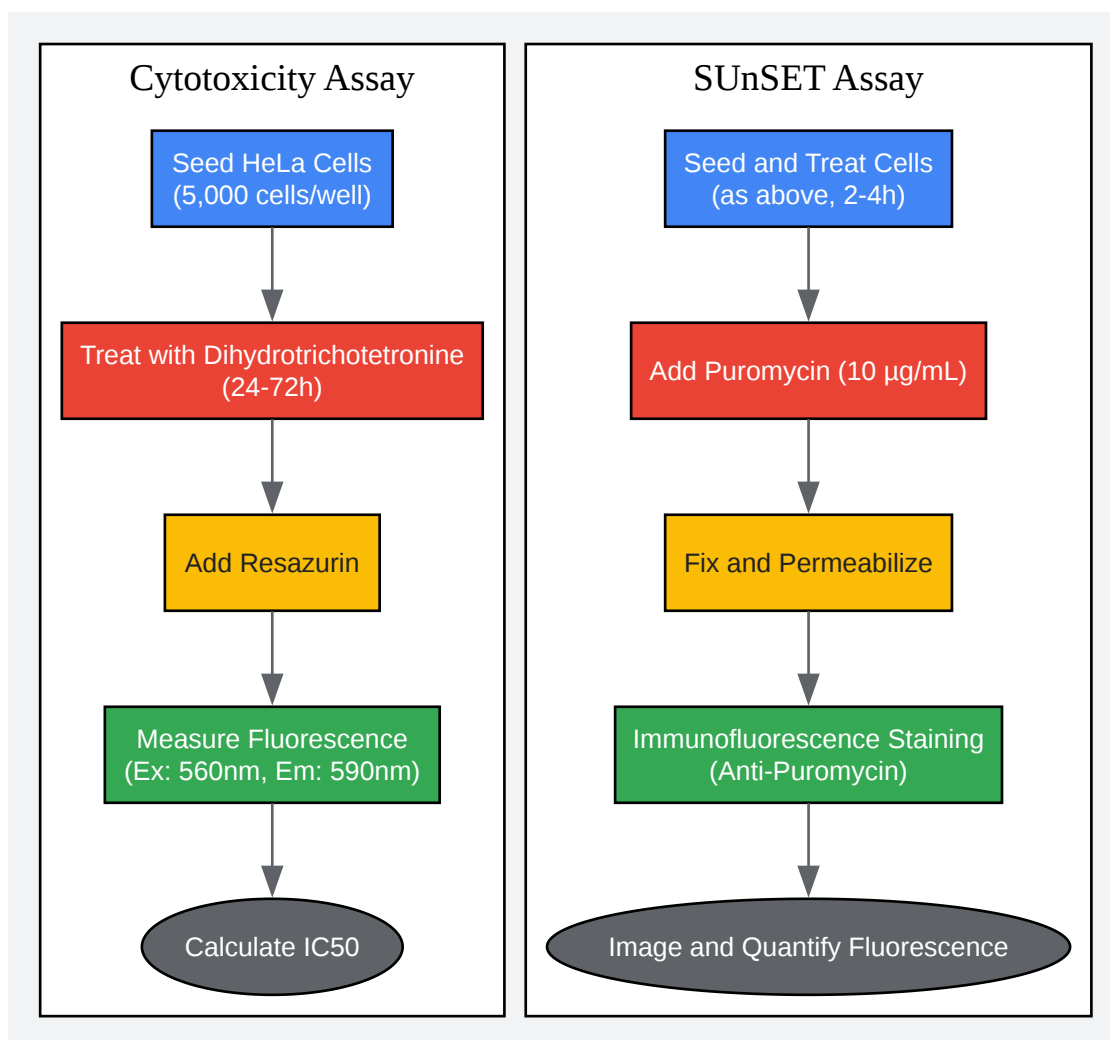 Cytotoxicity Assay
Seed HeLa Cells
(5,000 cells/well)
Treat with Dihydrotrichotetronine
(24-72h)
Add Resazurin
Measure Fluorescence
(Ex: 560nm, Em: 590nm)
Calculate IC50
SUnSET Assay
Seed and Treat Cells
(as above, 2-4h)
Add Puromycin (10 µg/mL)
Fix and Permeabilize
Immunofluorescence Staining
(Anti-Puromycin)
Image and Quantify Fluorescence